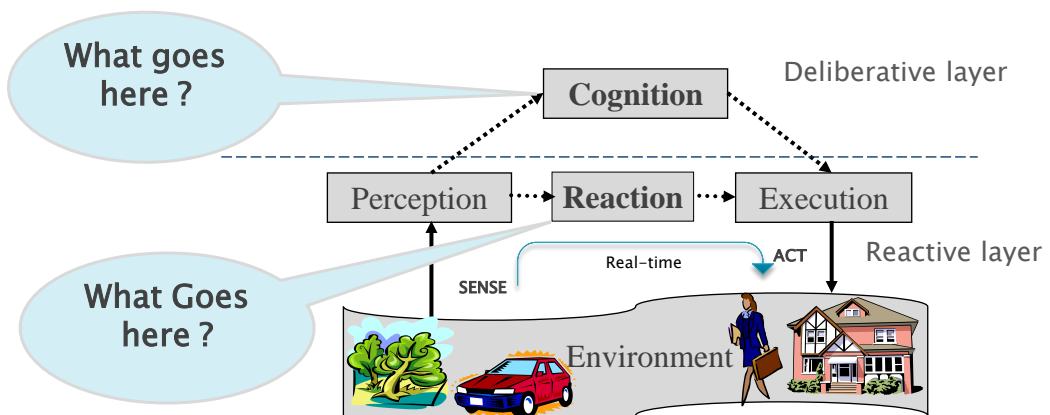 What goes
here ?
Deliberative layer
Cognition
Perception
Reaction
Execution
Reactive layer
Real-time
ACT
SENSE
What Goes
here ?
Environment